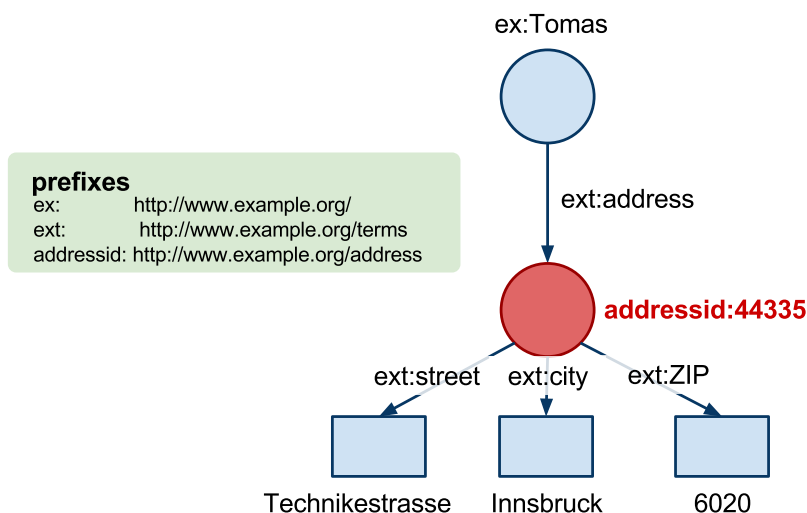 ex:Tomas
prefixes
ex: http://www.example.org/
ext: http://www.example.org/terms
addressid: http://www.example.org/address
ext:address
addressid:44335
ext:street ext:city ext:ZIP
Technikestrasse Innsbruck 6020